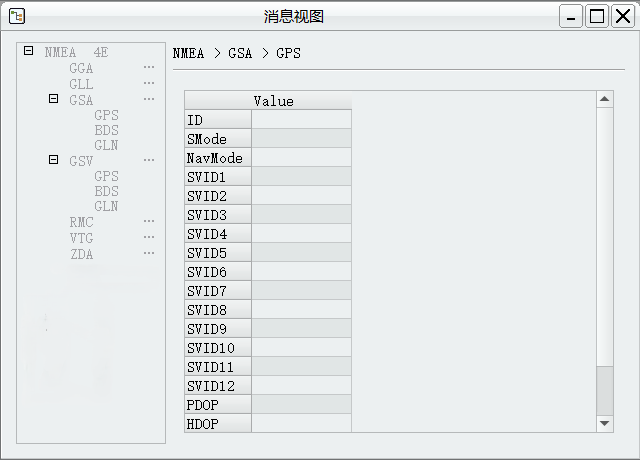 消息视图
NMEA 4E
GGA ...
GLL ...
GSA ...
GPS
BDS
GLN
GSV ...
GPS
BDS
GLN
RMC ...
VTG ...
ZDA ...
NMEA > GSA > GPS
Value
ID
SMode
NavMode
SVID1
SVID2
SVID3
SVID4
SVID5
SVID6
SVID7
SVID8
SVID9
SVID10
SVID11
SVID12
PDOP
HDOP